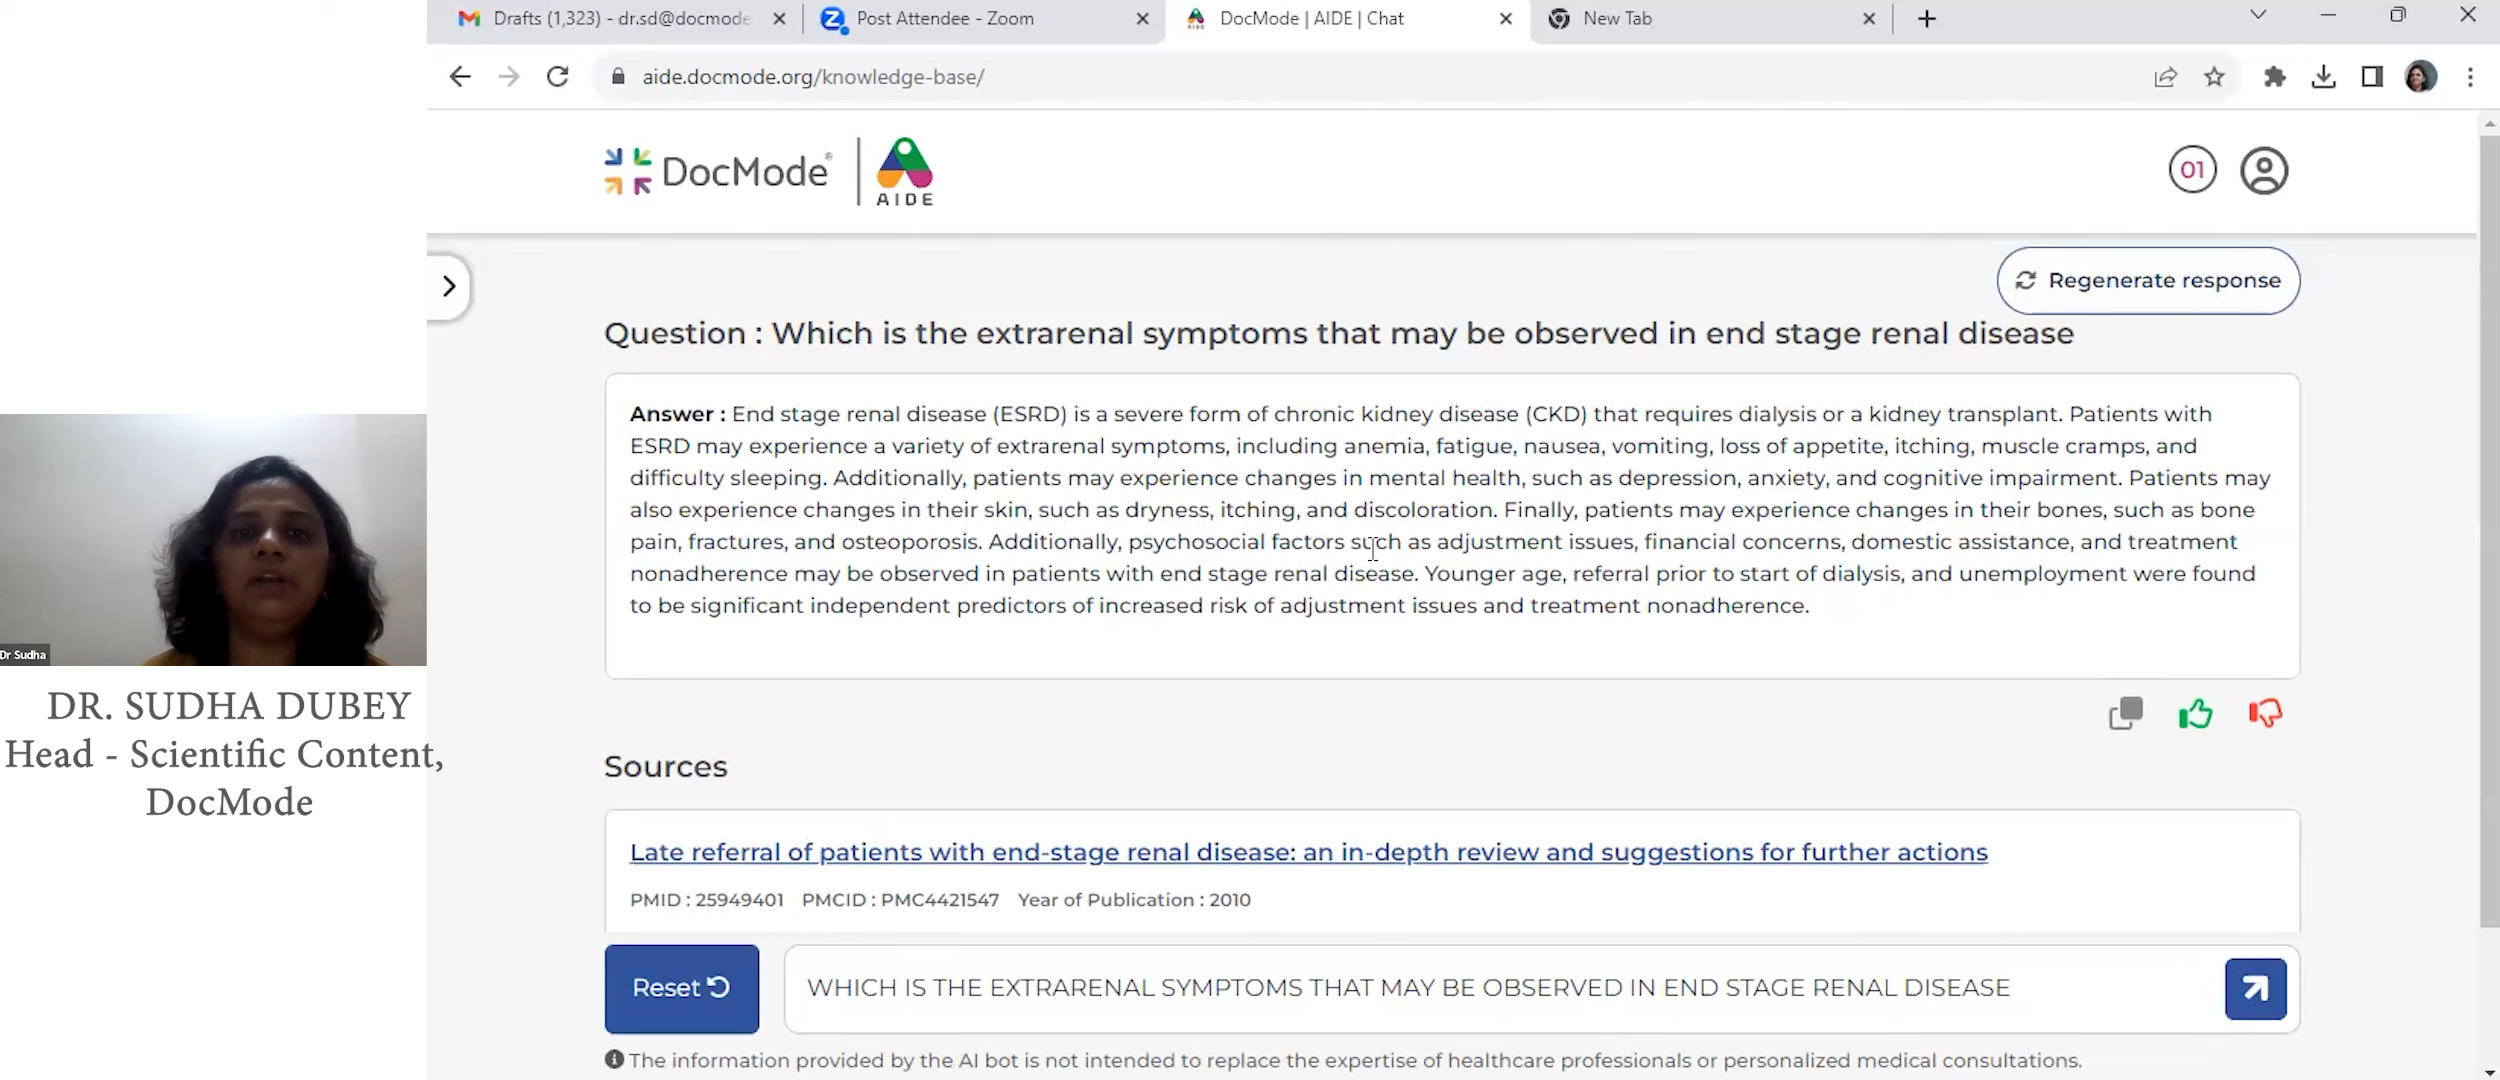 Drafts (1,323) - dr.sd@docmode
Post Attendee - Zoom
DocMode | AIDE | Chat
New Tab
aide.docmode.org/knowledge-base/
DocMode®
AIDE
01
Regenerate response
Question : Which is the extrarenal symptoms that may be observed in end stage renal disease
Answer : End stage renal disease (ESRD) is a severe form of chronic kidney disease (CKD) that requires dialysis or a kidney transplant. Patients with
ESRD may experience a variety of extrarenal symptoms, including anemia, fatigue, nausea, vomiting, loss of appetite, itching, muscle cramps, and
difficulty sleeping. Additionally, patients may experience changes in mental health, such as depression, anxiety, and cognitive impairment. Patients may
also experience changes in their skin, such as dryness, itching, and discoloration. Finally, patients may experience changes in their bones, such as bone
pain, fractures, and osteoporosis. Additionally, psychosocial factors such as adjustment issues, financial concerns, domestic assistance, and treatment
nonadherence may be observed in patients with end stage renal disease. Younger age, referral prior to start of dialysis, and unemployment were found
to be significant independent predictors of increased risk of adjustment issues and treatment nonadherence.
Sources
Late referral of patients with end-stage renal disease: an in-depth review and suggestions for further actions
PMID : 25949401 PMCID : PMC4421547 Year of Publication : 2010
Reset
WHICH IS THE EXTRARENAL SYMPTOMS THAT MAY BE OBSERVED IN END STAGE RENAL DISEASE
The information provided by the AI bot is not intended to replace the expertise of healthcare professionals or personalized medical consultations.
Dr Sudha
DR. SUDHA DUBEY
Head - Scientific Content,
DocMode